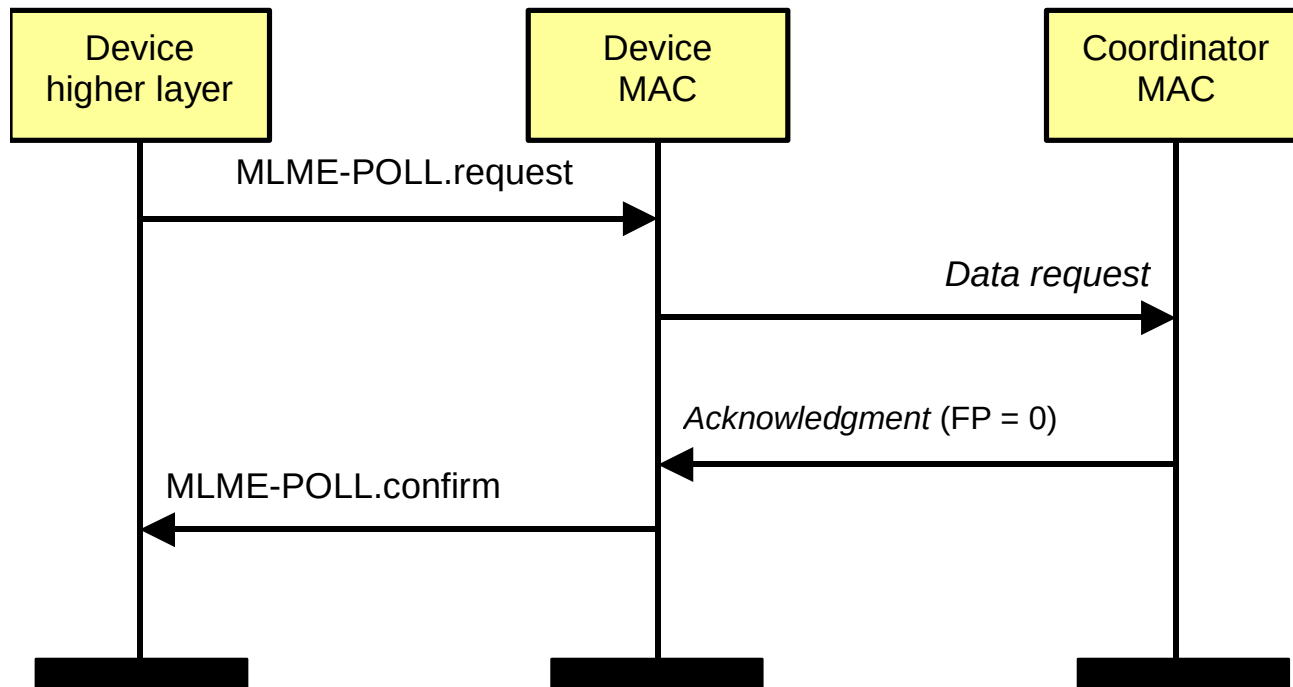 Device
higher layer
Device
MAC
Coordinator
MAC
MLME-POLL.request
Data request
Acknowledgment (FP = 0)
MLME-POLL.confirm